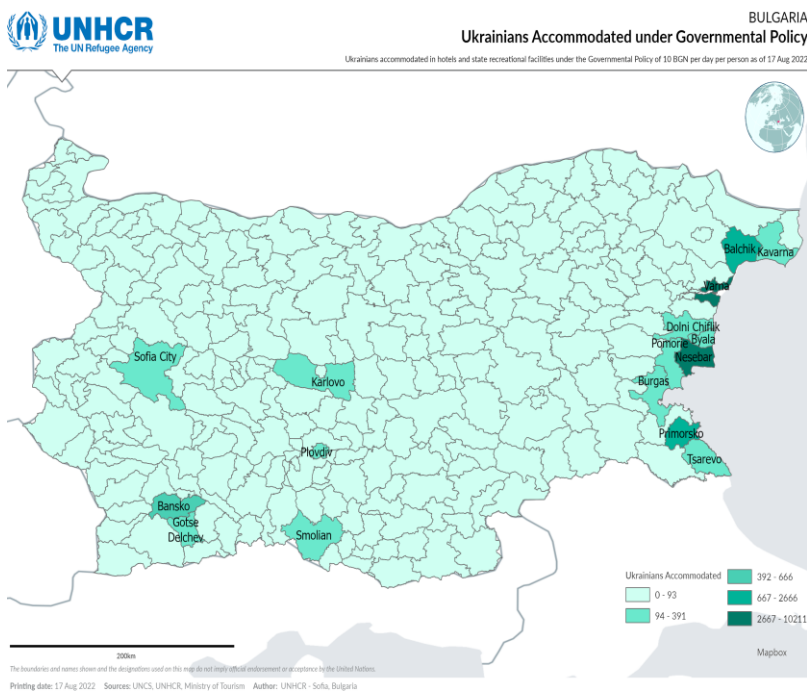 UNHCR
The UN Refugee Agency
BULGARIA
Ukrainians Accommodated under Governmental Policy
Ukrainians accommodated in hotels and state recreational facilities under the Governmental Policy of 10 BGN per day per person as of 17 Aug 2022
Balchik
Kavarna
Varna
Dolni Chiflik
Byala
Pomorie
Nesebar
Sofia City
Karlovo
Burgas
Primorsko
Plovdiv
Tsarevo
Bansko
Gotse
Delchev
Smolian
Ukrainians Accommodated
0 - 93
94 - 391
392 - 666
667 - 2666
2667 - 10211
Mapbox
200km
The boundaries and names shown and the designations used on this map do not imply official endorsement or acceptance by the United Nations.
Printing date: 17 Aug 2022 Sources: UNCS, UNHCR, Ministry of Tourism Author: UNHCR - Sofia, Bulgaria